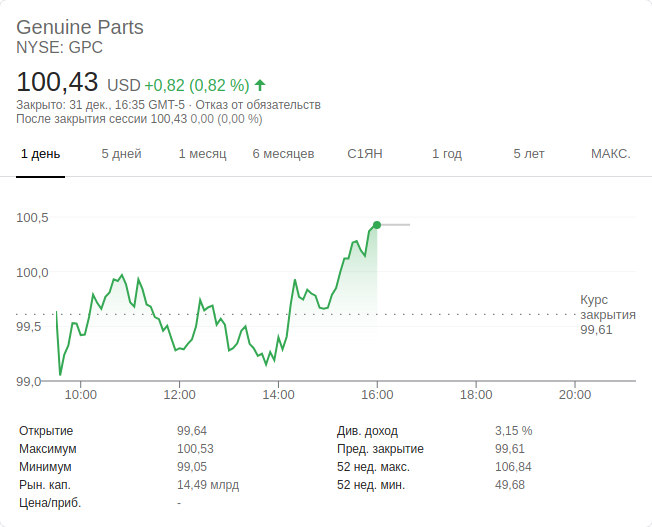 Genuine Parts
NYSE: GPC
100,43 USD +0,82 (0,82 %)
Закрыто: 31 дек., 16:35 GMT-5 · Отказ от обязательств
После закрытия сессии 100,43 0,00 (0,00 %)
1 день 5 дней 1 месяц 6 месяцев С1ЯН 1 год 5 лет МАКС.
100,5
100,0
Курс
закрытия
99,5
99,61
99,0
10:00 12:00 14:00 16:00 18:00 20:00
Открытие 99,64 Див. доход 3,15 %
Максимум 100,53 Пред. закрытие 99,61
Минимум 99,05 52 нед. макс. 106,84
Рын. кап. 14,49 млрд 52 нед. мин. 49,68
Цена/приб. -